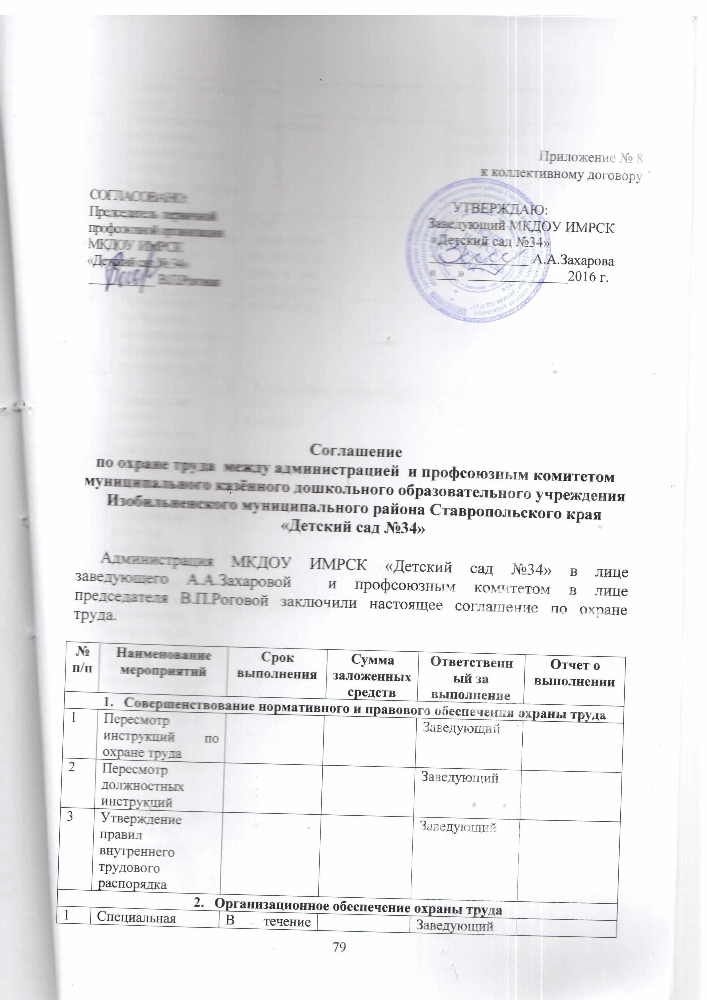 Приложение № 8
к коллективному договору
СОГЛАСОВАНО:
Председатель первичной
профсоюзной организации
МКДОУ ИМРСК
«Детский сад № 34»
В.П.Рогова
УТВЕРЖДАЮ:
Заведующий МКДОУ ИМРСК
«Детский сад №34»
А.А.Захарова
«___» ______________2016 г.
Соглашение
по охране труда между администрацией и профсоюзным комитетом
муниципального казённого дошкольного образовательного учреждения
Изобильненского муниципального района Ставропольского края
«Детский сад №34»
Администрация МКДОУ ИМРСК «Детский сад №34» в лице
заведующего А.А.Захаровой и профсоюзным комитетом в лице
председателя В.П.Роговой заключили настоящее соглашение по охране
труда.
№ п/п
Наименование мероприятий
Срок выполнения
Сумма заложенных средств
Ответственн ый за выполнение
Отчет о выполнении
1. Совершенствование нормативного и правового обеспечения охраны труда
1 Пересмотр Заведующий
инструкций по
охране труда
2 Пересмотр Заведующий
должностных
инструкций
3 Утверждение Заведующий
правил
внутреннего
трудового
распорядка
2. Организационное обеспечение охраны труда
1 Специальная В течение Заведующий
79